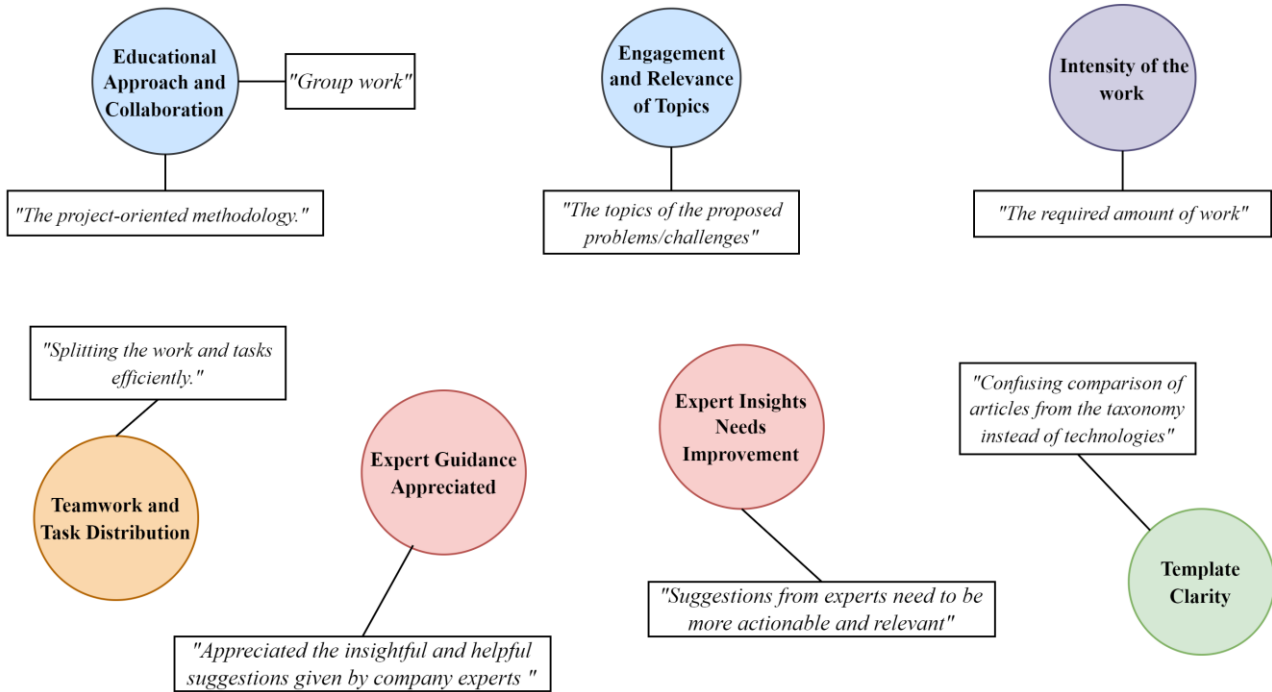 Educational
Approach and
Collaboration
"Group work"
"The project-oriented methodology."
Engagement
and Relevance
of Topics
"The topics of the proposed
problems/challenges"
Intensity of the
work
"The required amount of work"
"Splitting the work and tasks
efficiently."
Teamwork and
Task Distribution
Expert Guidance
Appreciated
"Appreciated the insightful and helpful
suggestions given by company experts "
Expert Insights
Needs
Improvement
"Suggestions from experts need to be
more actionable and relevant"
"Confusing comparison of
articles from the taxonomy
instead of technologies"
Template
Clarity